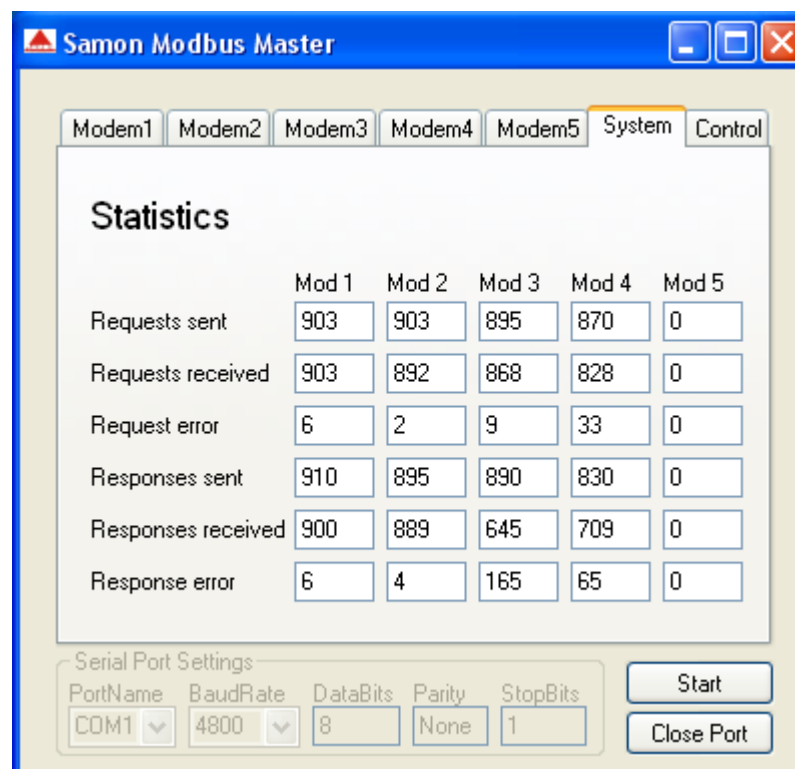 Samon Modbus Master
Modem1 Modem2 Modem3 Modem4 Modem5 System Control
Statistics
Mod 1 Mod 2 Mod 3 Mod 4 Mod 5
Requests sent 903 903 895 870 0
Requests received 903 892 868 828 0
Request error 6 2 9 33 0
Responses sent 910 895 890 830 0
Responses received 900 889 645 709 0
Response error 6 4 165 65 0
Serial Port Settings
PortName BaudRate DataBits Parity StopBits
COM1 4800 8 None 1
Start
Close Port